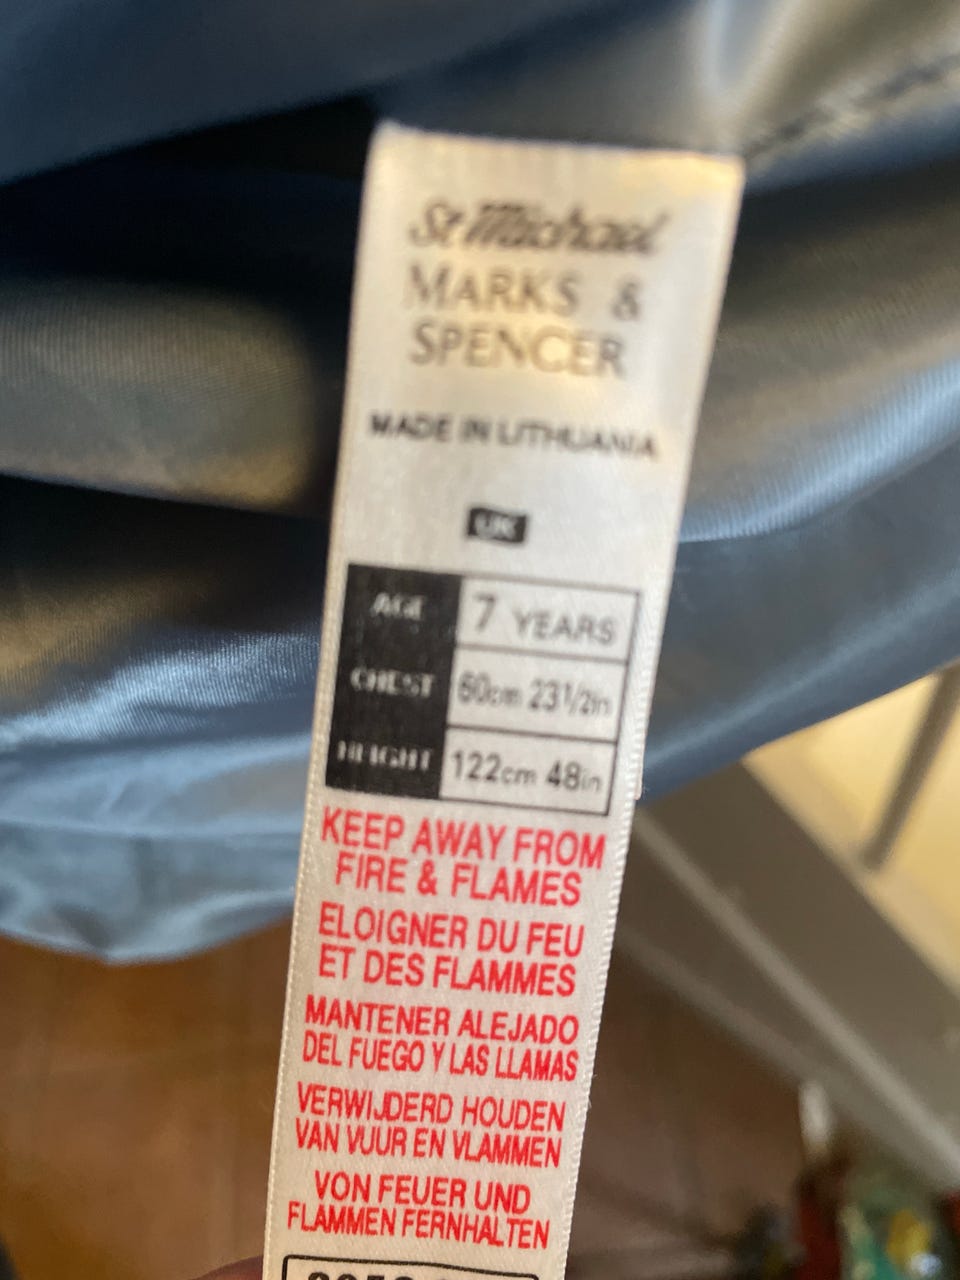 St Michael
MARKS &
SPENCER
MADE IN LITHUANIA
UK
AGE 7 YEARS
CHEST 60cm 23 1/2in
HEIGHT 122cm 48in
KEEP AWAY FROM
FIRE & FLAMES
ELOIGNER DU FEU
ET DES FLAMMES
MANTENER ALEJADO
DEL FUEGO Y LAS LLAMAS
VERWIJDERD HOUDEN
VAN VUUR EN VLAMMEN
VON FEUER UND
FLAMMEN FERNHALTEN